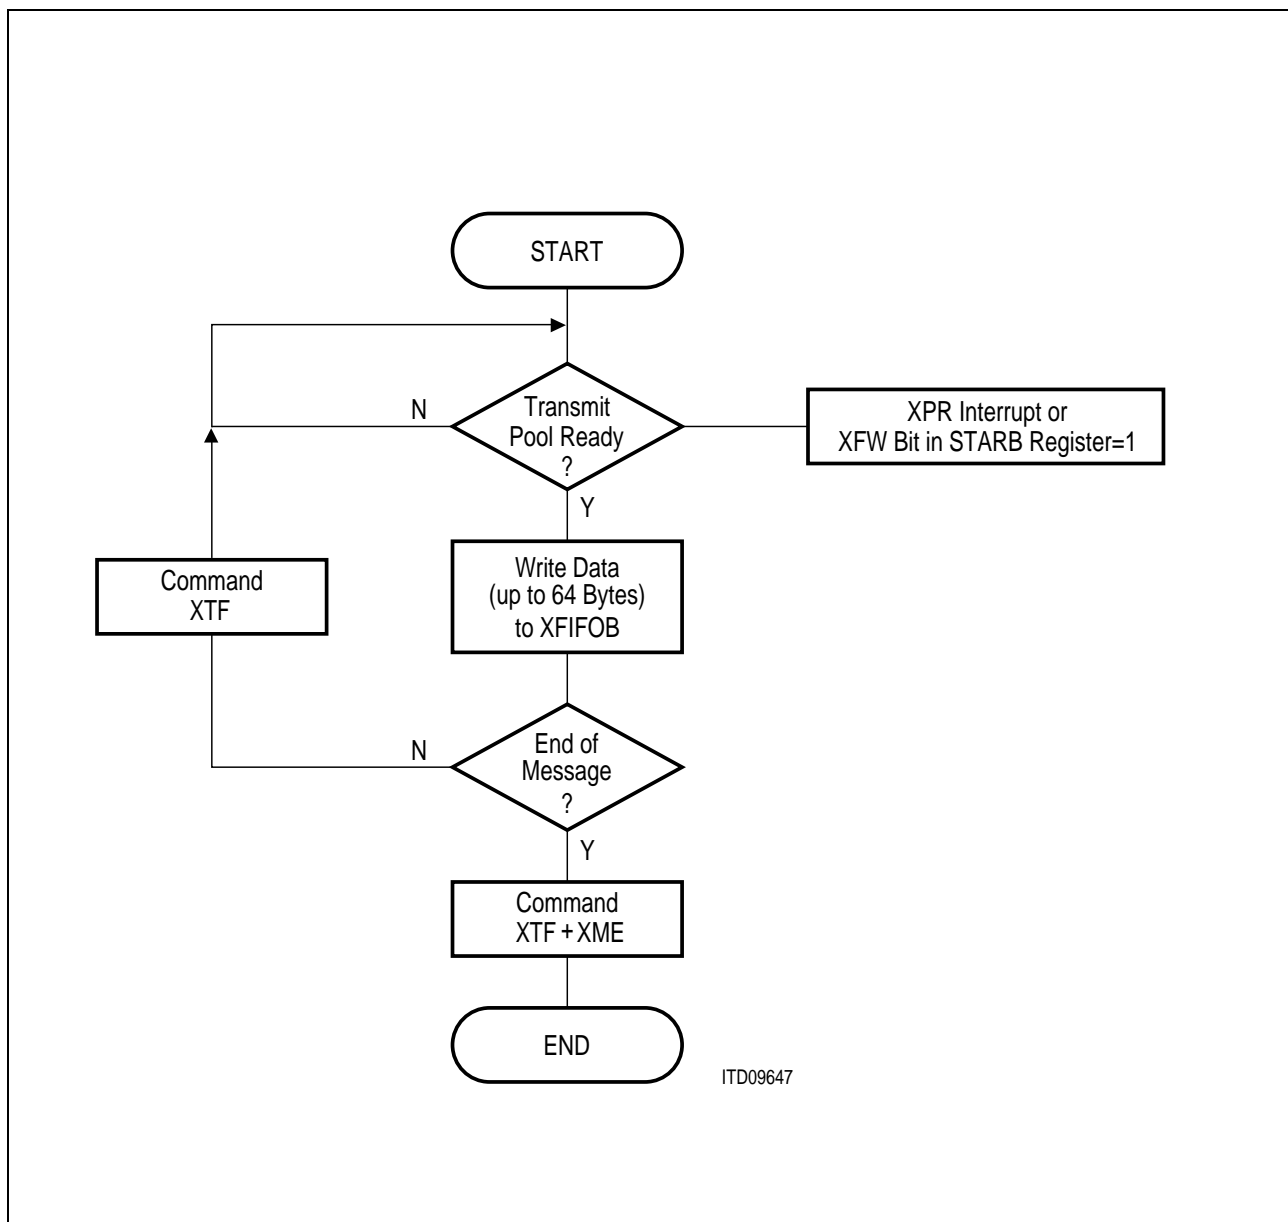 START
N
Transmit
Pool Ready
?
XPR Interrupt or
XFW Bit in STARB Register=1
Y
Write Data
(up to 64 Bytes)
to XFIFOB
Command
XTF
N
End of
Message
?
Y
Command
XTF + XME
END
ITD09647